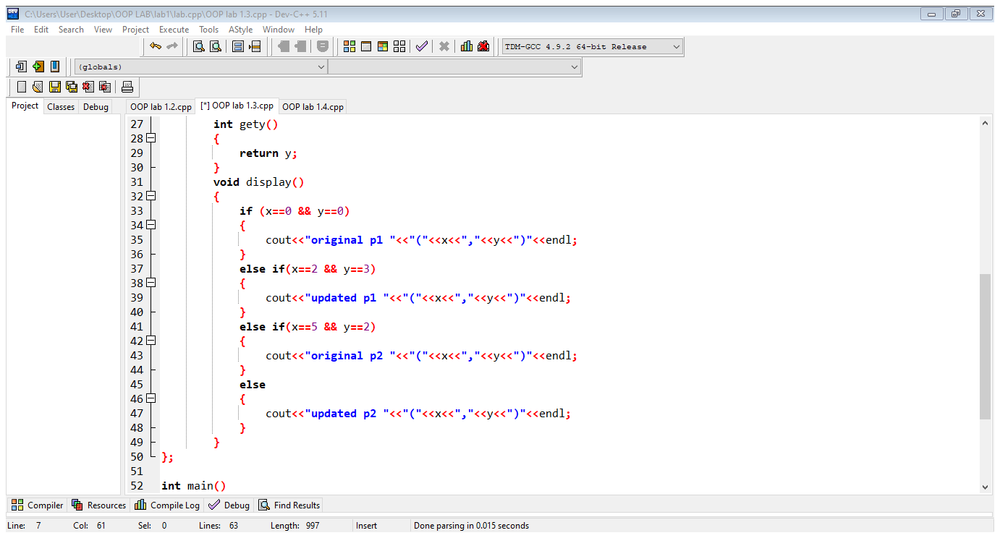 C:\Users\User\Desktop\OOP LAB\lab1\lab.cpp\OOP lab 1.3.cpp - Dev-C++ 5.11
File Edit Search View Project Execute Tools AStyle Window Help
TDM-GCC 4.9.2 64-bit Release
(globals)
Project Classes Debug OOP lab 1.2.cpp [*] OOP lab 1.3.cpp OOP lab 1.4.cpp
27 int gety()
28 {
29 return y;
30 }
31 void display()
32 {
33 if (x==0 && y==0)
34 {
35 cout<<"original p1 "<<"("<<x<<","<<y<<")"<<endl;
36 }
37 else if(x==2 && y==3)
38 {
39 cout<<"updated p1 "<<"("<<x<<","<<y<<")"<<endl;
40 }
41 else if(x==5 && y==2)
42 {
43 cout<<"original p2 "<<"("<<x<<","<<y<<")"<<endl;
44 }
45 else
46 {
47 cout<<"updated p2 "<<"("<<x<<","<<y<<")"<<endl;
48 }
49 }
50 };
51
52 int main()
Compiler Resources Compile Log Debug Find Results
Line: 7 Col: 61 Sel: 0 Lines: 63 Length: 997 Insert Done parsing in 0.015 seconds